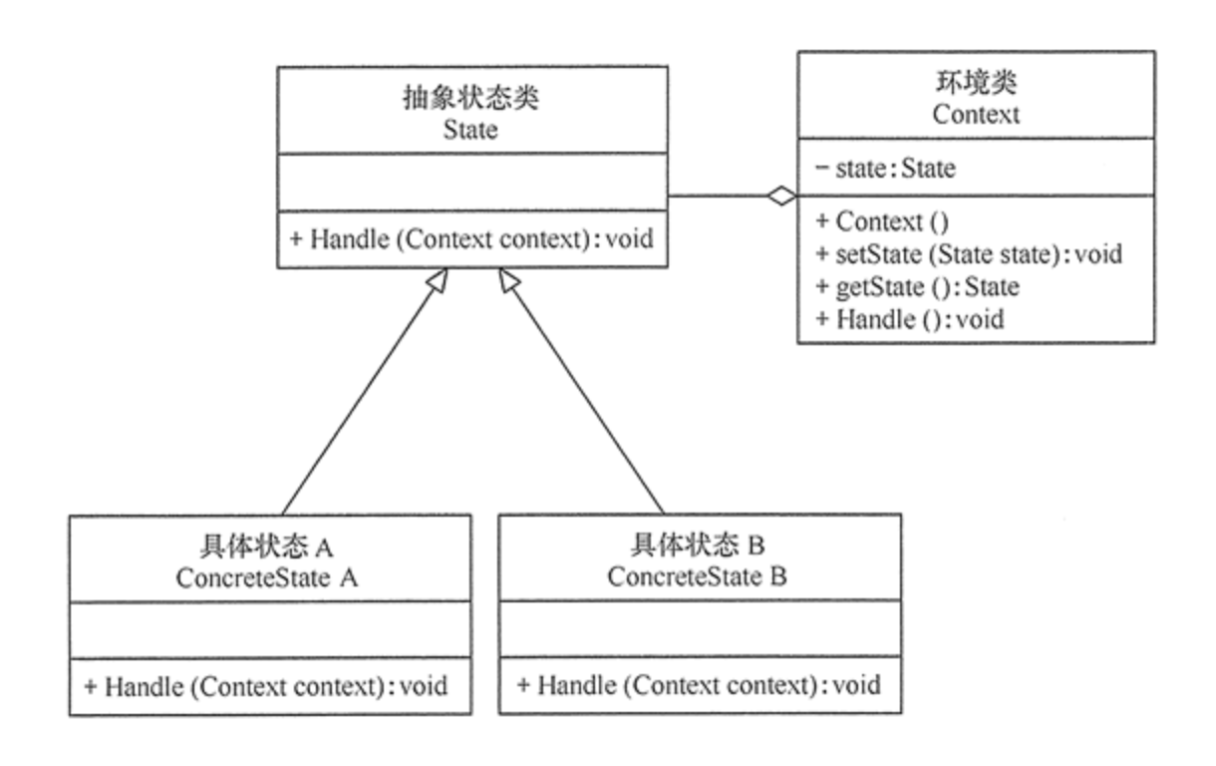 抽象状态类
State
+ Handle (Context context): void
环境类
Context
− state: State
+ Context ()
+ setState (State state): void
+ getState (): State
+ Handle (): void
具体状态 A
ConcreteState A
+ Handle (Context context): void
具体状态 B
ConcreteState B
+ Handle (Context context): void